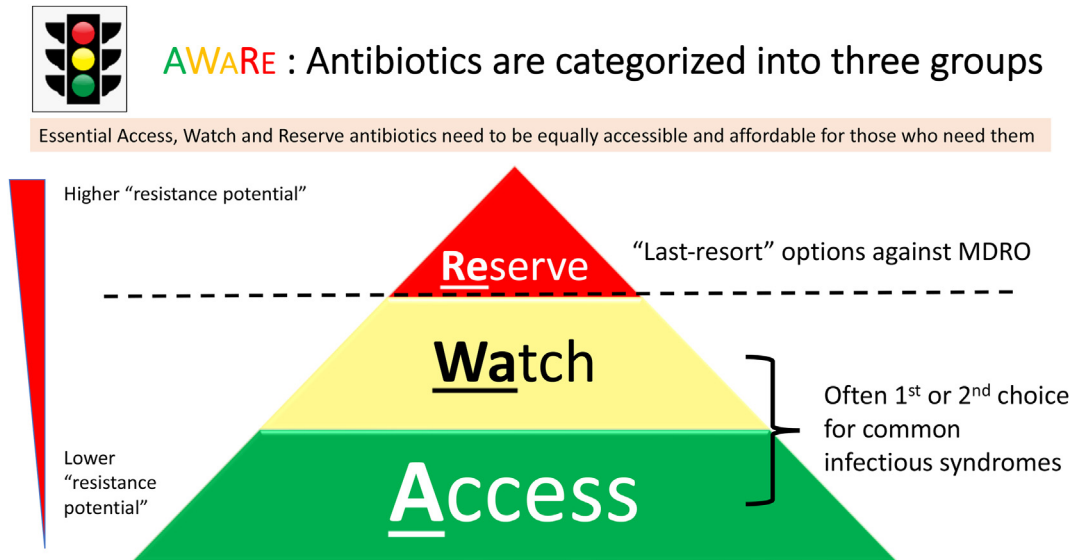 AWARE : Antibiotics are categorized into three groups
Essential Access, Watch and Reserve antibiotics need to be equally accessible and affordable for those who need them
Higher “resistance potential”
“Last-resort” options against MDRO
Reserve
Watch
Often 1st or 2nd choice
for common
infectious syndromes
Lower
“resistance
potential”
Access